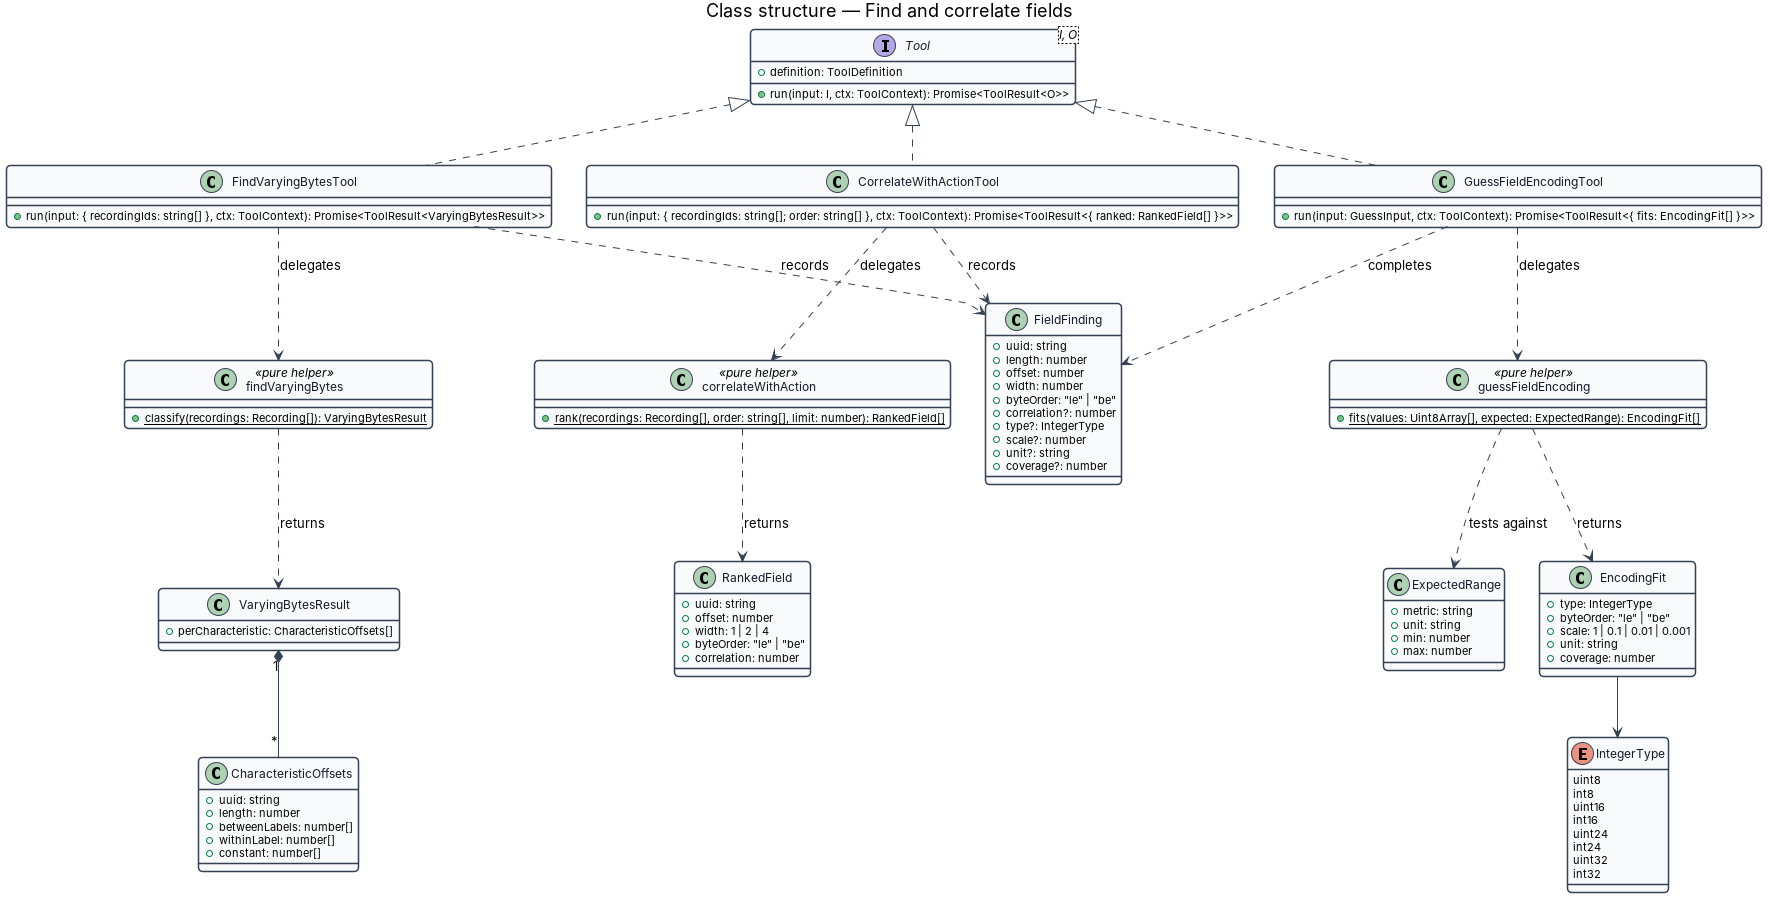 Class structure — Find and correlate fields
I, O
I Tool
definition: ToolDefinition
run(input: I, ctx: ToolContext): Promise<ToolResult<O>>
C FindVaryingBytesTool
run(input: { recordingIds: string[] }, ctx: ToolContext): Promise<ToolResult<VaryingBytesResult>>
C CorrelateWithActionTool
run(input: { recordingIds: string[]; order: string[] }, ctx: ToolContext): Promise<ToolResult<{ ranked: RankedField[] }>>
C GuessFieldEncodingTool
run(input: GuessInput, ctx: ToolContext): Promise<ToolResult<{ fits: EncodingFit[] }>>
delegates
records
delegates
records
completes
delegates
C FieldFinding
uuid: string
length: number
offset: number
width: number
byteOrder: "le" | "be"
correlation?: number
type?: IntegerType
scale?: number
unit?: string
coverage?: number
C «pure helper»
findVaryingBytes
classify(recordings: Recording[]): VaryingBytesResult
C «pure helper»
correlateWithAction
rank(recordings: Recording[], order: string[], limit: number): RankedField[]
C «pure helper»
guessFieldEncoding
fits(values: Uint8Array[], expected: ExpectedRange): EncodingFit[]
returns
returns
tests against
returns
C VaryingBytesResult
perCharacteristic: CharacteristicOffsets[]
C RankedField
uuid: string
offset: number
width: 1 | 2 | 4
byteOrder: "le" | "be"
correlation: number
C ExpectedRange
metric: string
unit: string
min: number
max: number
C EncodingFit
type: IntegerType
byteOrder: "le" | "be"
scale: 1 | 0.1 | 0.01 | 0.001
unit: string
coverage: number
1
*
C CharacteristicOffsets
uuid: string
length: number
betweenLabels: number[]
withinLabel: number[]
constant: number[]
E IntegerType
uint8
int8
uint16
int16
uint24
int24
uint32
int32